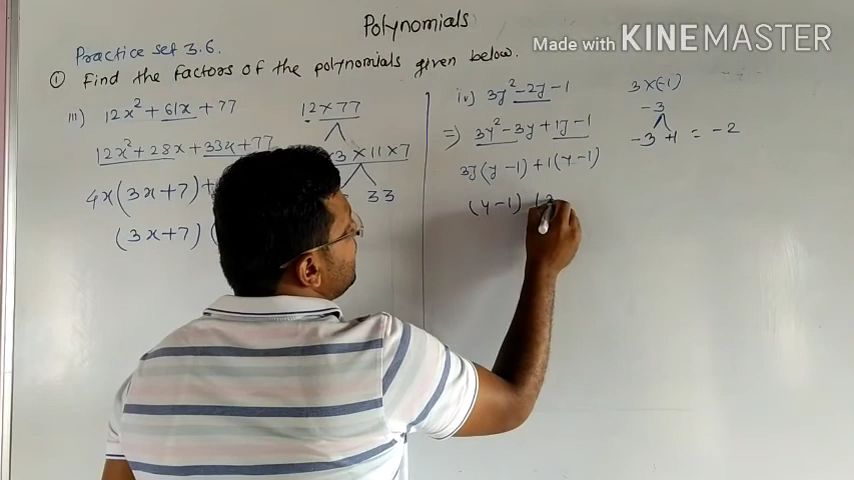 Polynomials
Made with KINEMASTER
Practice set 3.6.
① Find the factors of the polynomials given below.
iii) 12x² + 61x + 77
12x² + 28x + 33x + 77
4x(3x+7) +
(3x+7) (
12 × 77
×3 × 11 × 7
33
iv) 3y² - 2y - 1
=) 3y² - 3y + 1y - 1
3y(y - 1) + 1(y - 1)
(y - 1) (3
3 × (-1)
-3
-3 +1 = -2